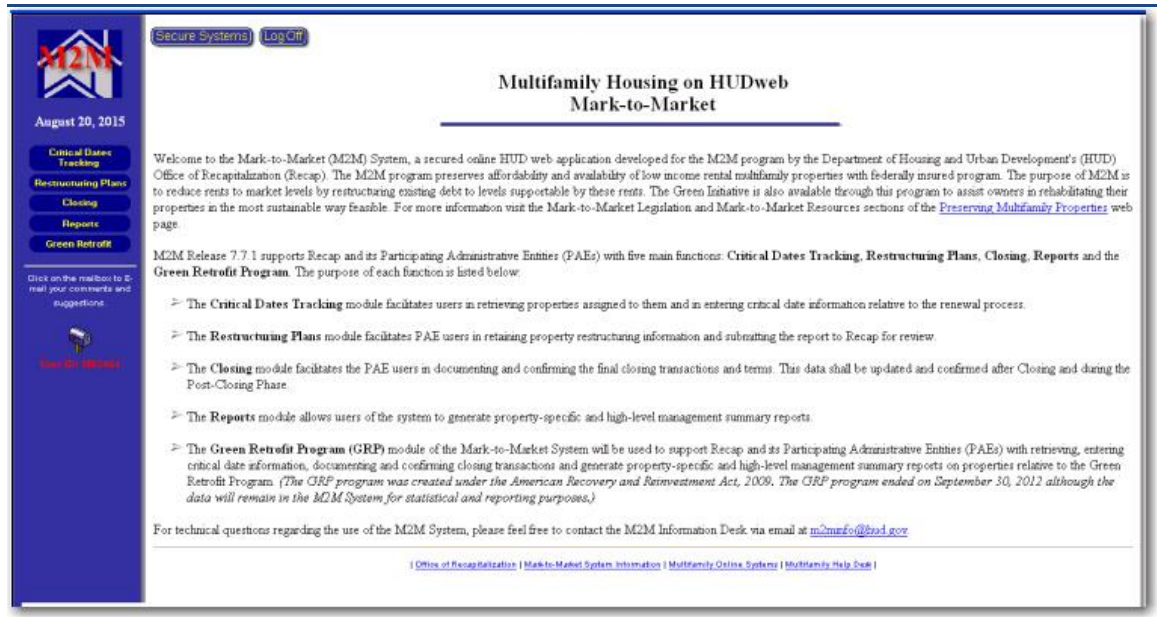 M2M
August 20, 2015
Critical Dates
Tracking
Restructuring Plans
Closing
Reports
Green Retrofit
Click on the mailbox to E-
mail your comments and
suggestions.
Secure Systems Log Off
Multifamily Housing on HUDweb
Mark-to-Market
Welcome to the Mark-to-Market (M2M) System, a secured online HUD web application developed for the M2M program by the Department of Housing and Urban Development's (HUD)
Office of Recapitalization (Recap). The M2M program preserves affordability and availability of low income rental multifamily properties with federally insured program. The purpose of M2M is
to reduce rents to market levels by restructuring existing debt to levels supportable by these rents. The Green Initiative is also available through this program to assist owners in rehabilitating their
properties in the most sustainable way feasible. For more information visit the Mark-to-Market Legislation and Mark-to-Market Resources sections of the Preserving Multifamily Properties web
page.
M2M Release 7.7.1 supports Recap and its Participating Administrative Entities (PAEs) with five main functions: Critical Dates Tracking, Restructuring Plans, Closing, Reports and the
Green Retrofit Program. The purpose of each function is listed below:
➢ The Critical Dates Tracking module facilitates users in retrieving properties assigned to them and in entering critical date information relative to the renewal process.
➢ The Restructuring Plans module facilitates PAE users in retaining property restructuring information and submitting the report to Recap for review.
➢ The Closing module facilitates the PAE users in documenting and confirming the final closing transactions and terms. This data shall be updated and confirmed after Closing and during the
Post-Closing Phase.
➢ The Reports module allows users of the system to generate property-specific and high-level management summary reports.
➢ The Green Retrofit Program (GRP) module of the Mark-to-Market System will be used to support Recap and its Participating Administrative Entities (PAEs) with retrieving, entering
critical date information, documenting and confirming closing transactions and generate property-specific and high-level management summary reports on properties relative to the Green
Retrofit Program. (The GRP program was created under the American Recovery and Reinvestment Act, 2009. The GRP program ended on September 30, 2012 although the
data will remain in the M2M System for statistical and reporting purposes.)
For technical questions regarding the use of the M2M System, please feel free to contact the M2M Information Desk via email at m2minfo@hud.gov
| Office of Recapitalization | Mark-to-Market System Information | Multifamily Online Systems | Multifamily Help Desk |